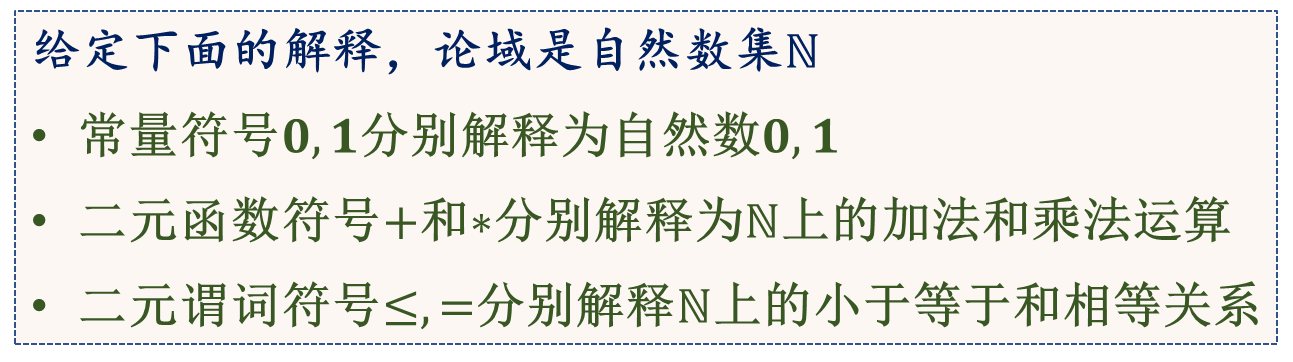 给定下面的解释，论域是自然数集ℕ
• 常量符号0, 1分别解释为自然数0, 1
• 二元函数符号+和*分别解释为ℕ上的加法和乘法运算
• 二元谓词符号≤, =分别解释ℕ上的小于等于和相等关系